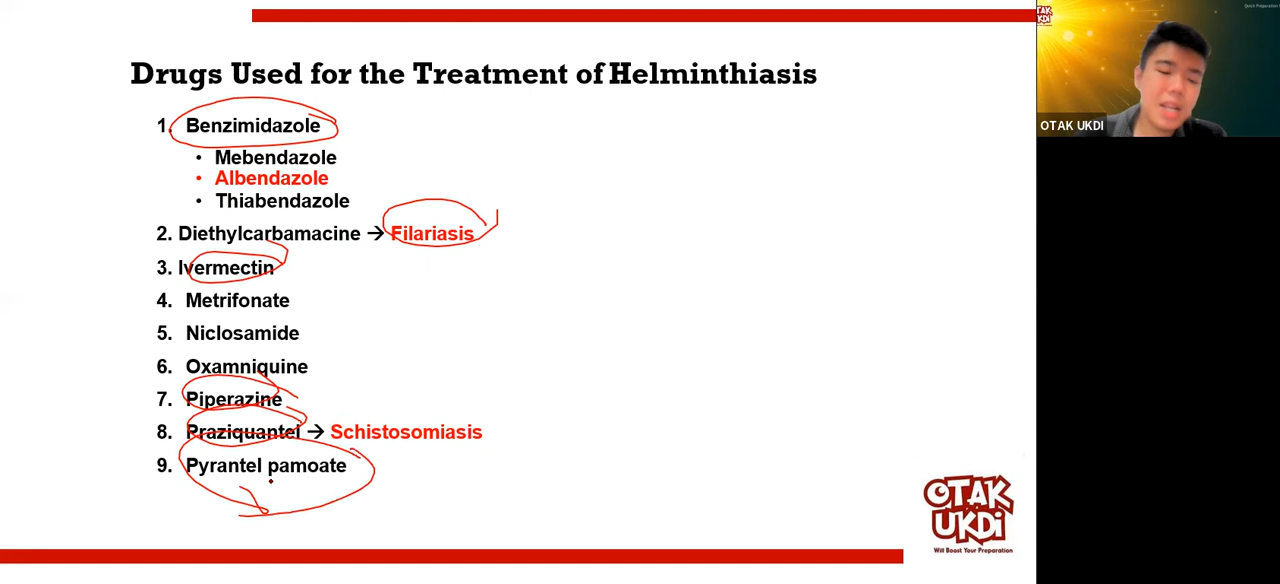 Drugs Used for the Treatment of Helminthiasis
1. Benzimidazole
• Mebendazole
• Albendazole
• Thiabendazole
2. Diethylcarbamacine → Filariasis
3. Ivermectin
4. Metrifonate
5. Niclosamide
6. Oxamniquine
7. Piperazine
8. Praziquantel → Schistosomiasis
9. Pyrantel pamoate
OTAK
UKDi
Will Boost Your Preparation
OTAK UKDI